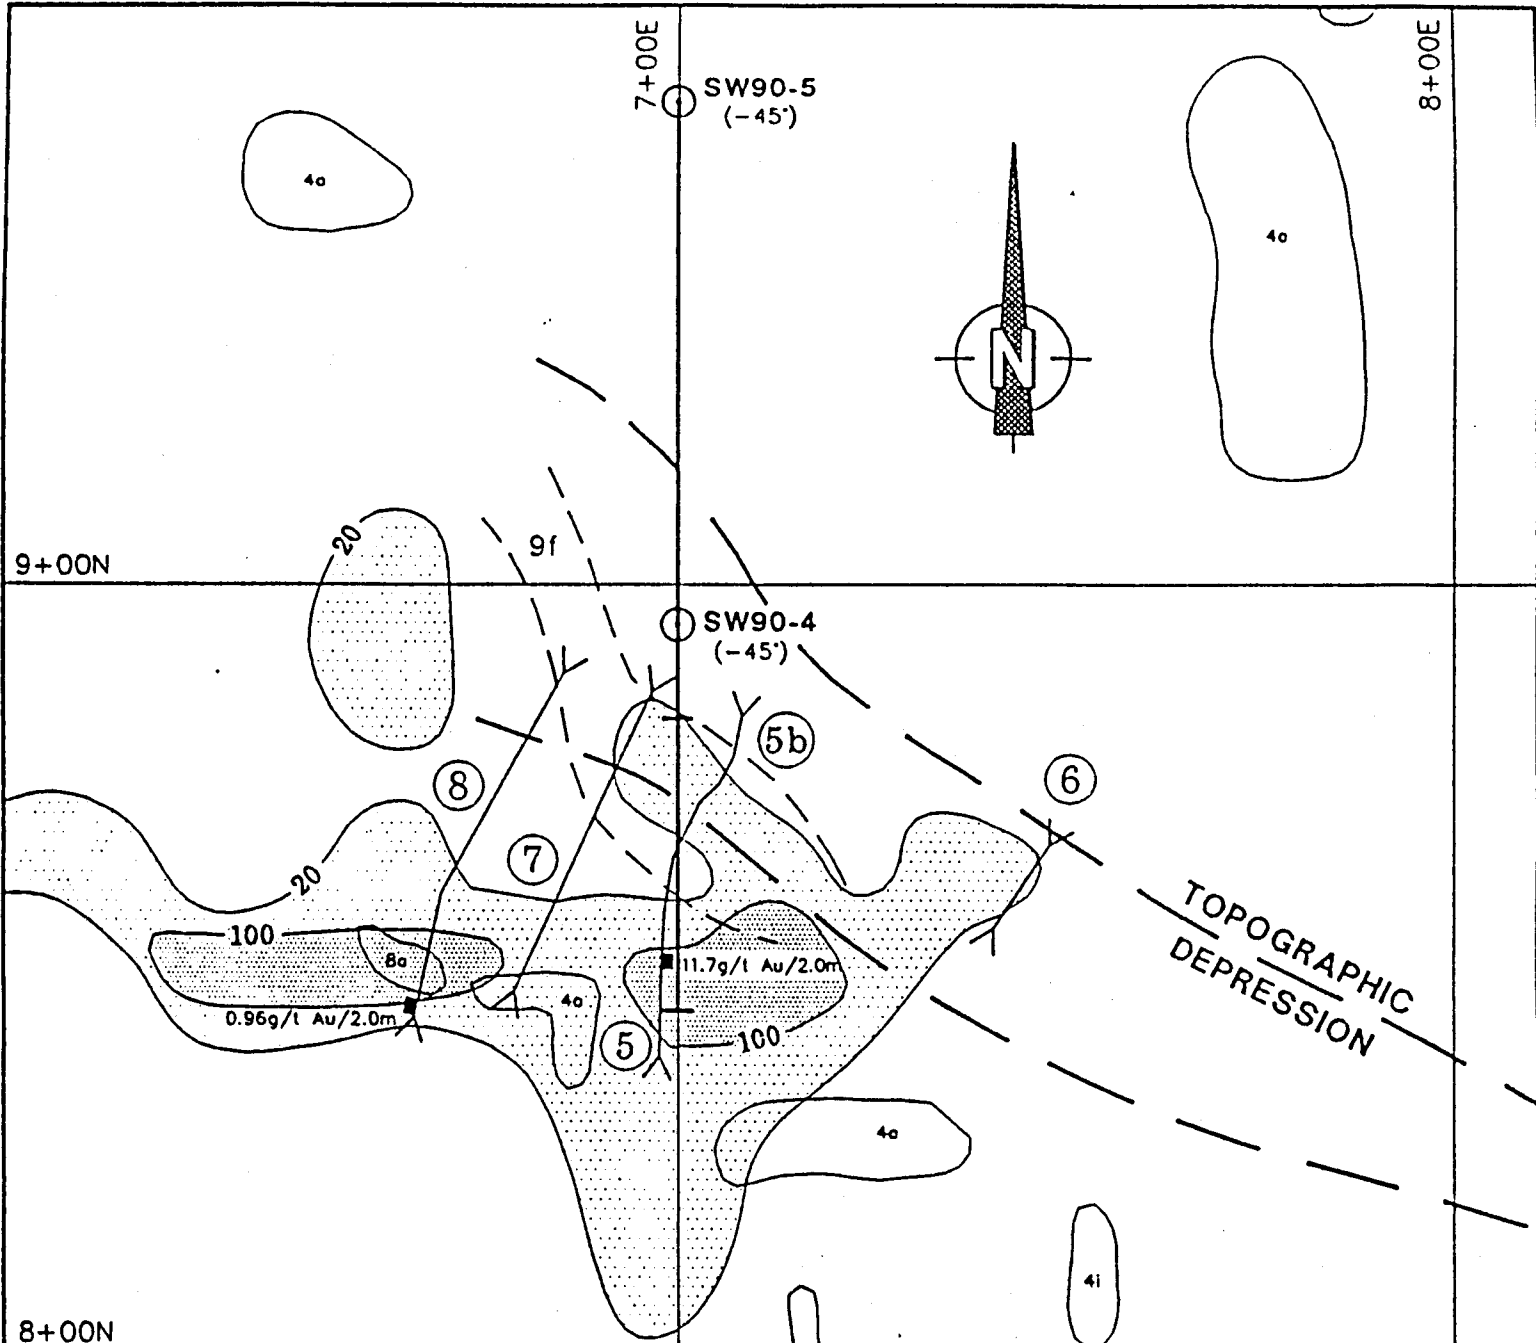 7+00E
8+00E
SW90-5
(-45°)
4a
4a
N
20
9f
9+00N
SW90-4
(-45°)
5b
6
8
7
20
100
8a
11.7g/t Au/2.0m
4a
0.96g/t Au/2.0m
5
100
TOPOGRAPHIC
DEPRESSION
4a
4i
8+00N